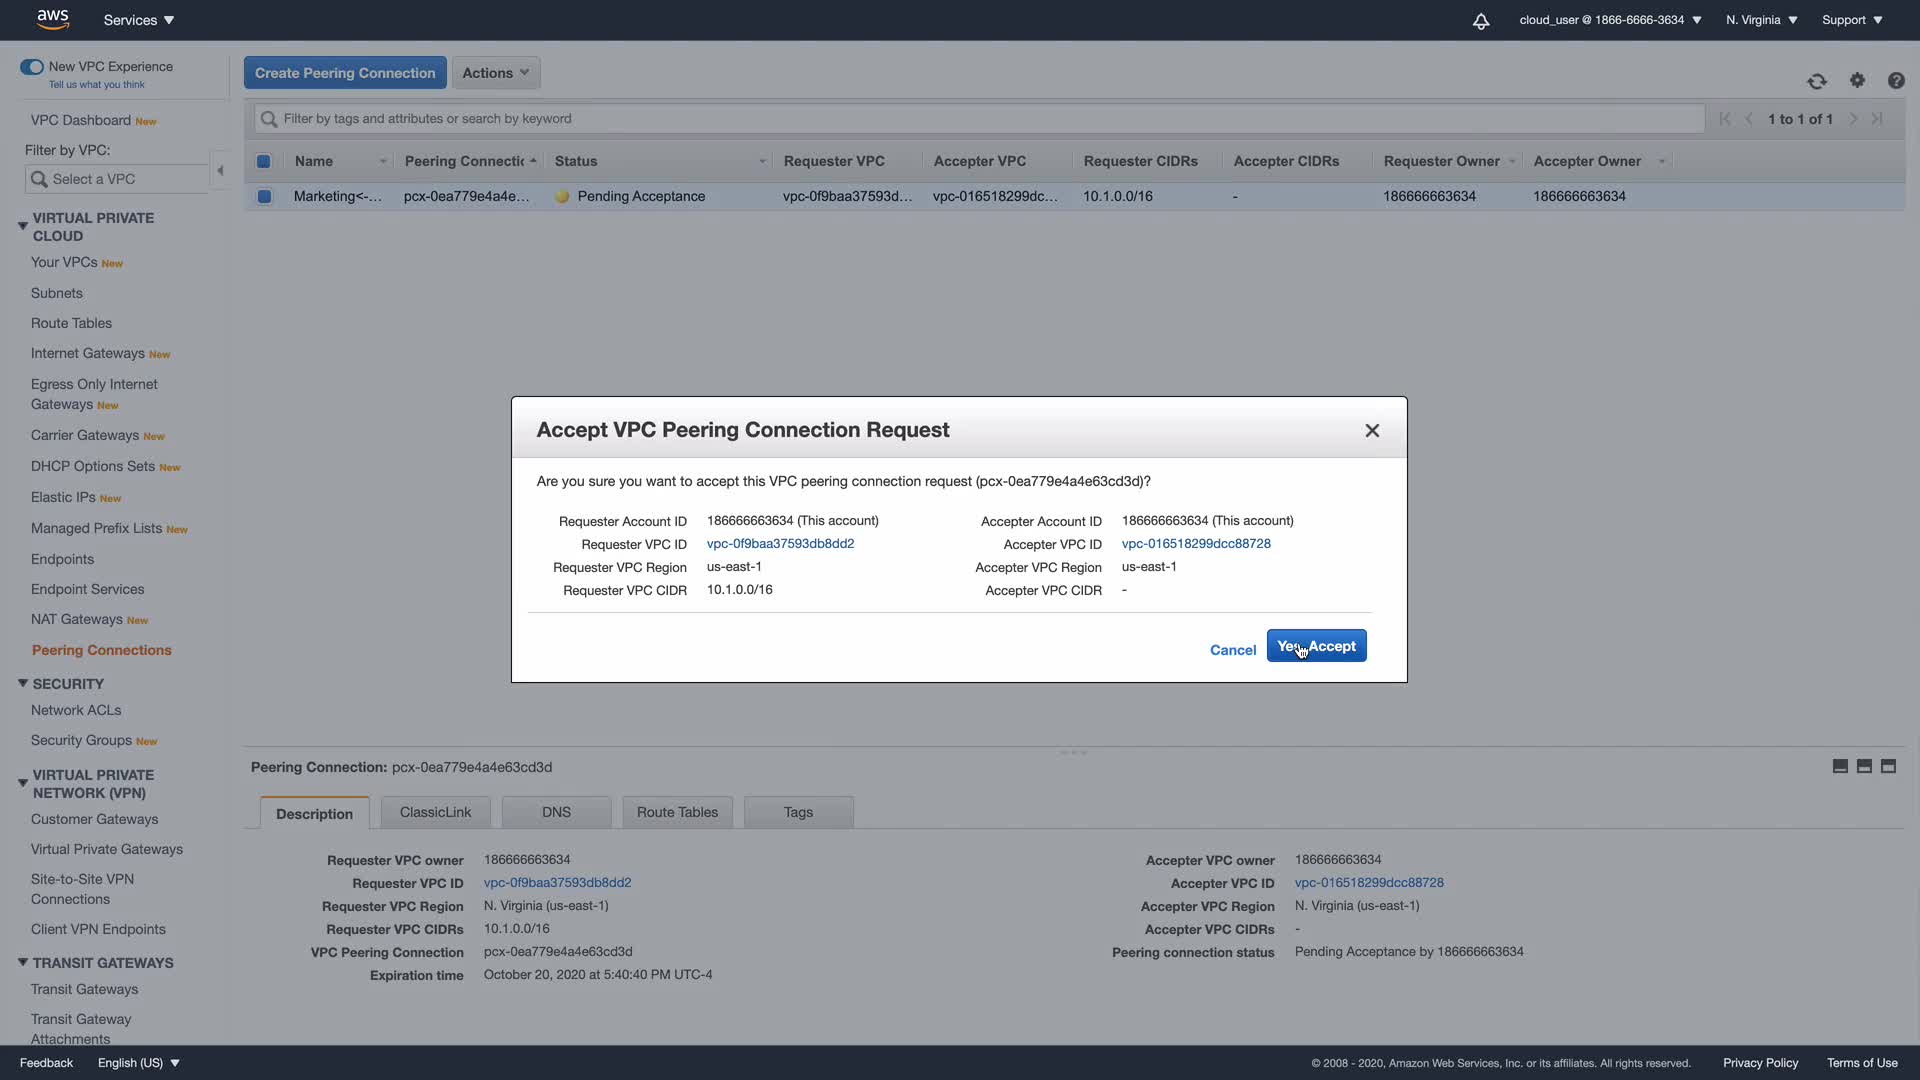 aws Services cloud_user @ 1866-6666-3634 N. Virginia Support
New VPC Experience
Tell us what you think
Create Peering Connection Actions
Filter by tags and attributes or search by keyword 1 to 1 of 1
VPC Dashboard New
Filter by VPC:
Select a VPC
Name Peering Connectic Status Requester VPC Accepter VPC Requester CIDRs Accepter CIDRs Requester Owner Accepter Owner
Marketing<-... pcx-0ea779e4a4e... Pending Acceptance vpc-0f9baa37593d... vpc-016518299dc... 10.1.0.0/16 - 186666663634 186666663634
VIRTUAL PRIVATE
CLOUD
Your VPCs New
Subnets
Route Tables
Internet Gateways New
Egress Only Internet
Gateways New
Carrier Gateways New
DHCP Options Sets New
Elastic IPs New
Managed Prefix Lists New
Endpoints
Endpoint Services
NAT Gateways New
Peering Connections
SECURITY
Network ACLs
Security Groups New
VIRTUAL PRIVATE
NETWORK (VPN)
Customer Gateways
Virtual Private Gateways
Site-to-Site VPN
Connections
Client VPN Endpoints
TRANSIT GATEWAYS
Transit Gateways
Transit Gateway
Attachments
Accept VPC Peering Connection Request
Are you sure you want to accept this VPC peering connection request (pcx-0ea779e4a4e63cd3d)?
Requester Account ID 186666663634 (This account) Accepter Account ID 186666663634 (This account)
Requester VPC ID vpc-0f9baa37593db8dd2 Accepter VPC ID vpc-016518299dcc88728
Requester VPC Region us-east-1 Accepter VPC Region us-east-1
Requester VPC CIDR 10.1.0.0/16 Accepter VPC CIDR -
Cancel Yes, Accept
Peering Connection: pcx-0ea779e4a4e63cd3d
Description ClassicLink DNS Route Tables Tags
Requester VPC owner 186666663634 Accepter VPC owner 186666663634
Requester VPC ID vpc-0f9baa37593db8dd2 Accepter VPC ID vpc-016518299dcc88728
Requester VPC Region N. Virginia (us-east-1) Accepter VPC Region N. Virginia (us-east-1)
Requester VPC CIDRs 10.1.0.0/16 Accepter VPC CIDRs -
VPC Peering Connection pcx-0ea779e4a4e63cd3d Peering connection status Pending Acceptance by 186666663634
Expiration time October 20, 2020 at 5:40:40 PM UTC-4
Feedback English (US) © 2008 - 2020, Amazon Web Services, Inc. or its affiliates. All rights reserved. Privacy Policy Terms of Use